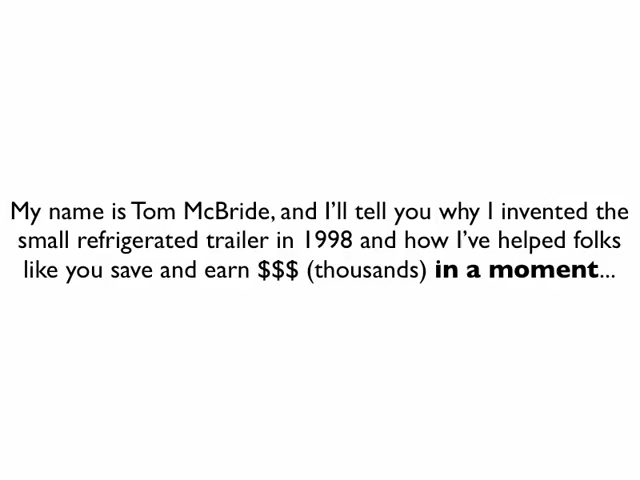 My name is Tom McBride, and I'll tell you why I invented the
small refrigerated trailer in 1998 and how I've helped folks
like you save and earn $$$ (thousands) in a moment...